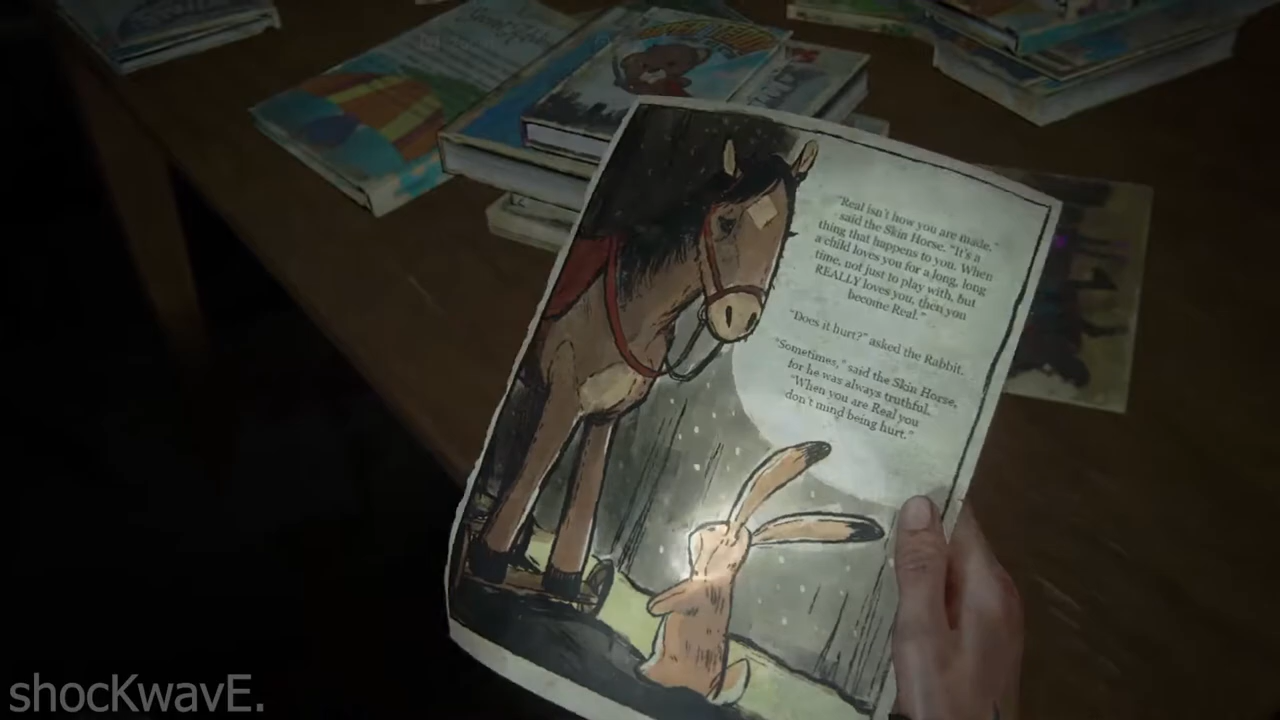 "Real isn't how you are made,"
said the Skin Horse. "It's a
thing that happens to you. When
a child loves you for a long, long
time, not just to play with, but
REALLY loves you, then you
become Real."
"Does it hurt?" asked the Rabbit.
"Sometimes," said the Skin Horse,
for he was always truthful.
"When you are Real you
don't mind being hurt."
shocKwavE.